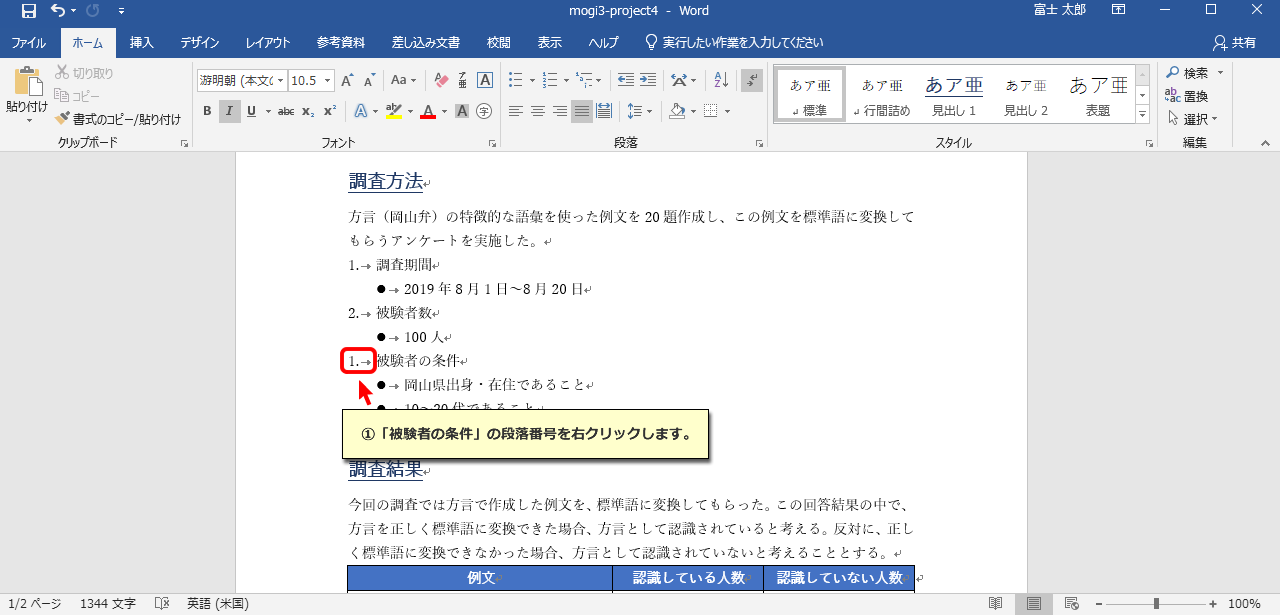 mogi3-project4 - Word
富士 太郎
ファイル ホーム 挿入 デザイン レイアウト 参考資料 差し込み文書 校閲 表示 ヘルプ 実行したい作業を入力してください 共有
貼り付け
切り取り
コピー
書式のコピー/貼り付け
クリップボード
游明朝 (本文の 10.5
Aa
B I U abc x₂ x²
フォント
段落
あア亜 標準
あア亜 行間詰め
あア亜 見出し 1
あア亜 見出し 2
あア亜 表題
スタイル
検索
置換
選択
編集
調査方法
方言（岡山弁）の特徴的な語彙を使った例文を 20 題作成し、この例文を標準語に変換して
もらうアンケートを実施した。
1. 調査期間
● 2019 年 8 月 1 日～8 月 20 日
2. 被験者数
● 100 人
1. 被験者の条件
● 岡山県出身・在住であること
● 10～20 代であること
①「被験者の条件」の段落番号を右クリックします。
調査結果
今回の調査では方言で作成した例文を、標準語に変換してもらった。この回答結果の中で、
方言を正しく標準語に変換できた場合、方言として認識されていると考える。反対に、正し
く標準語に変換できなかった場合、方言として認識されていないと考えることとする。
例文 認識している人数 認識していない人数
1/2 ページ 1344 文字 英語 (米国) 100%